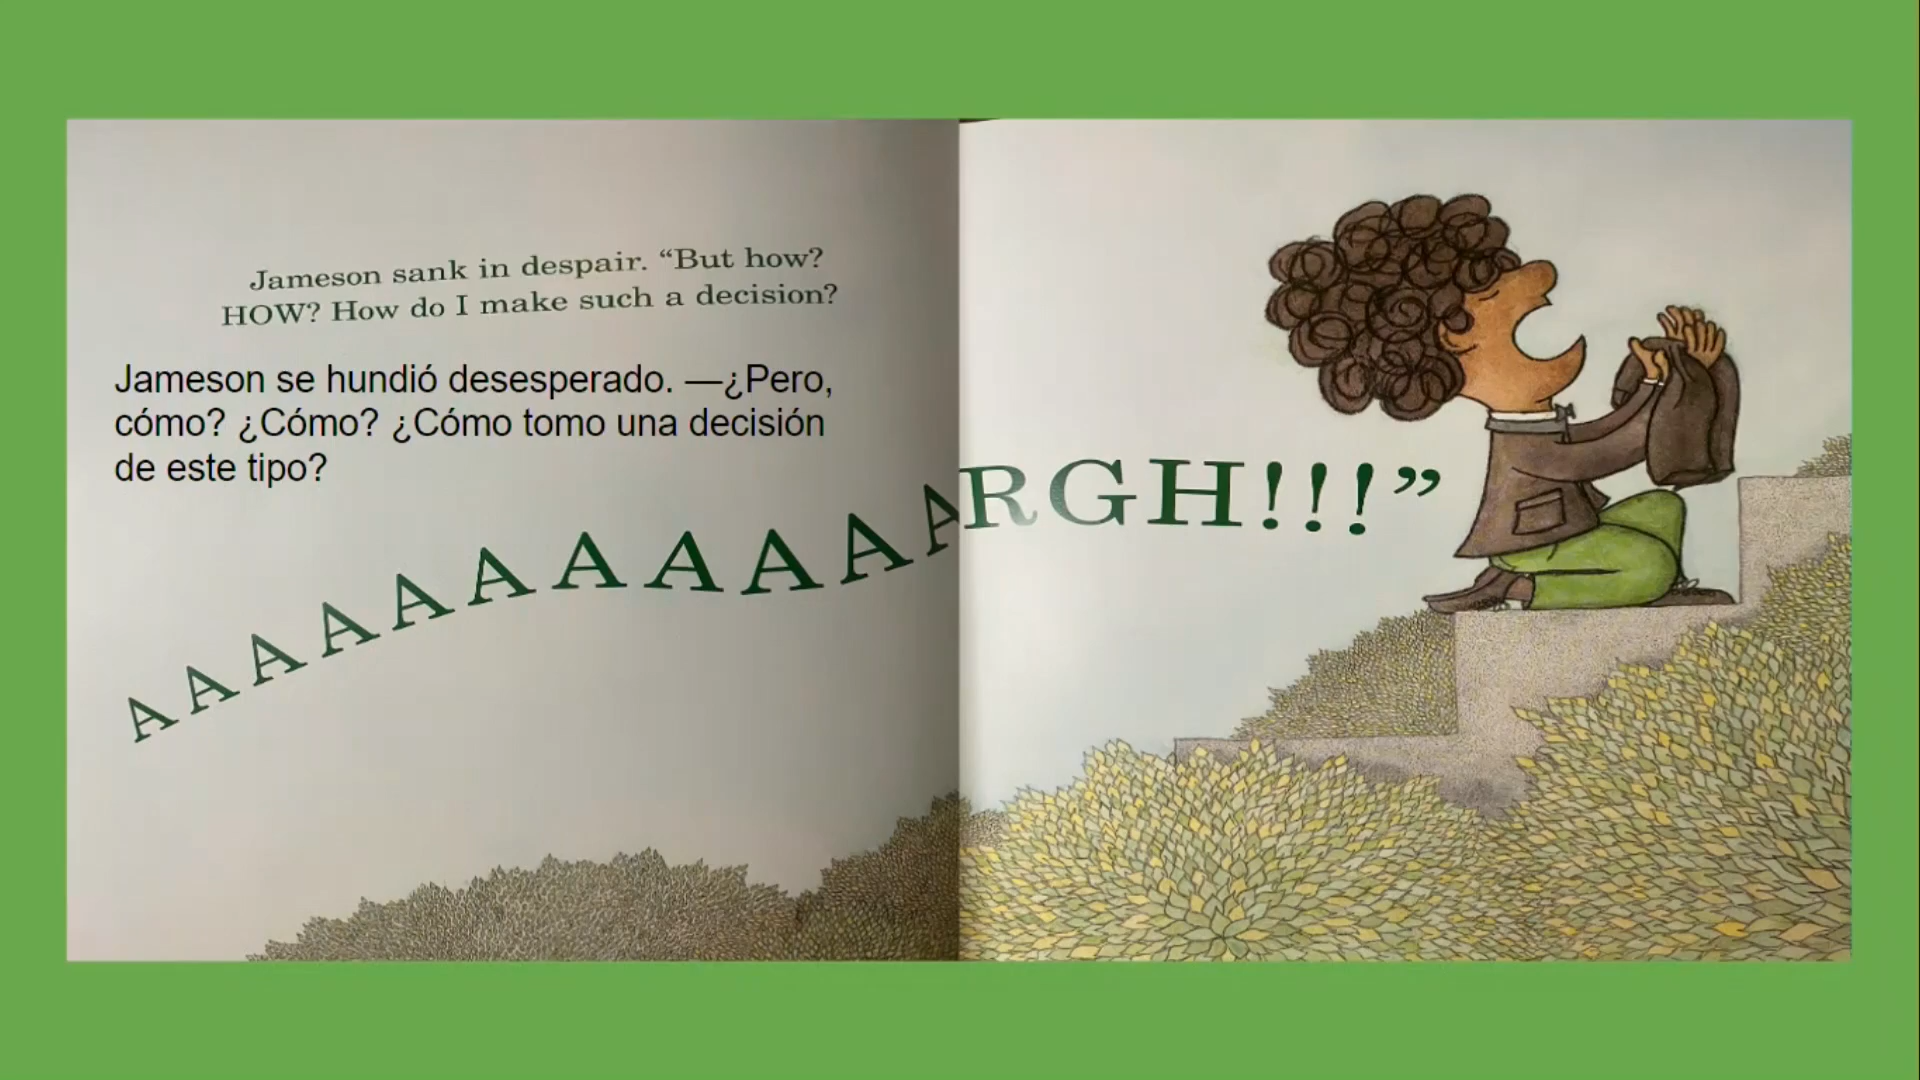 Jameson sank in despair. “But how?
HOW? How do I make such a decision?
Jameson se hundió desesperado. —¿Pero,
cómo? ¿Cómo? ¿Cómo tomo una decisión
de este tipo?
AAAAAAAAAAARGH!!!”